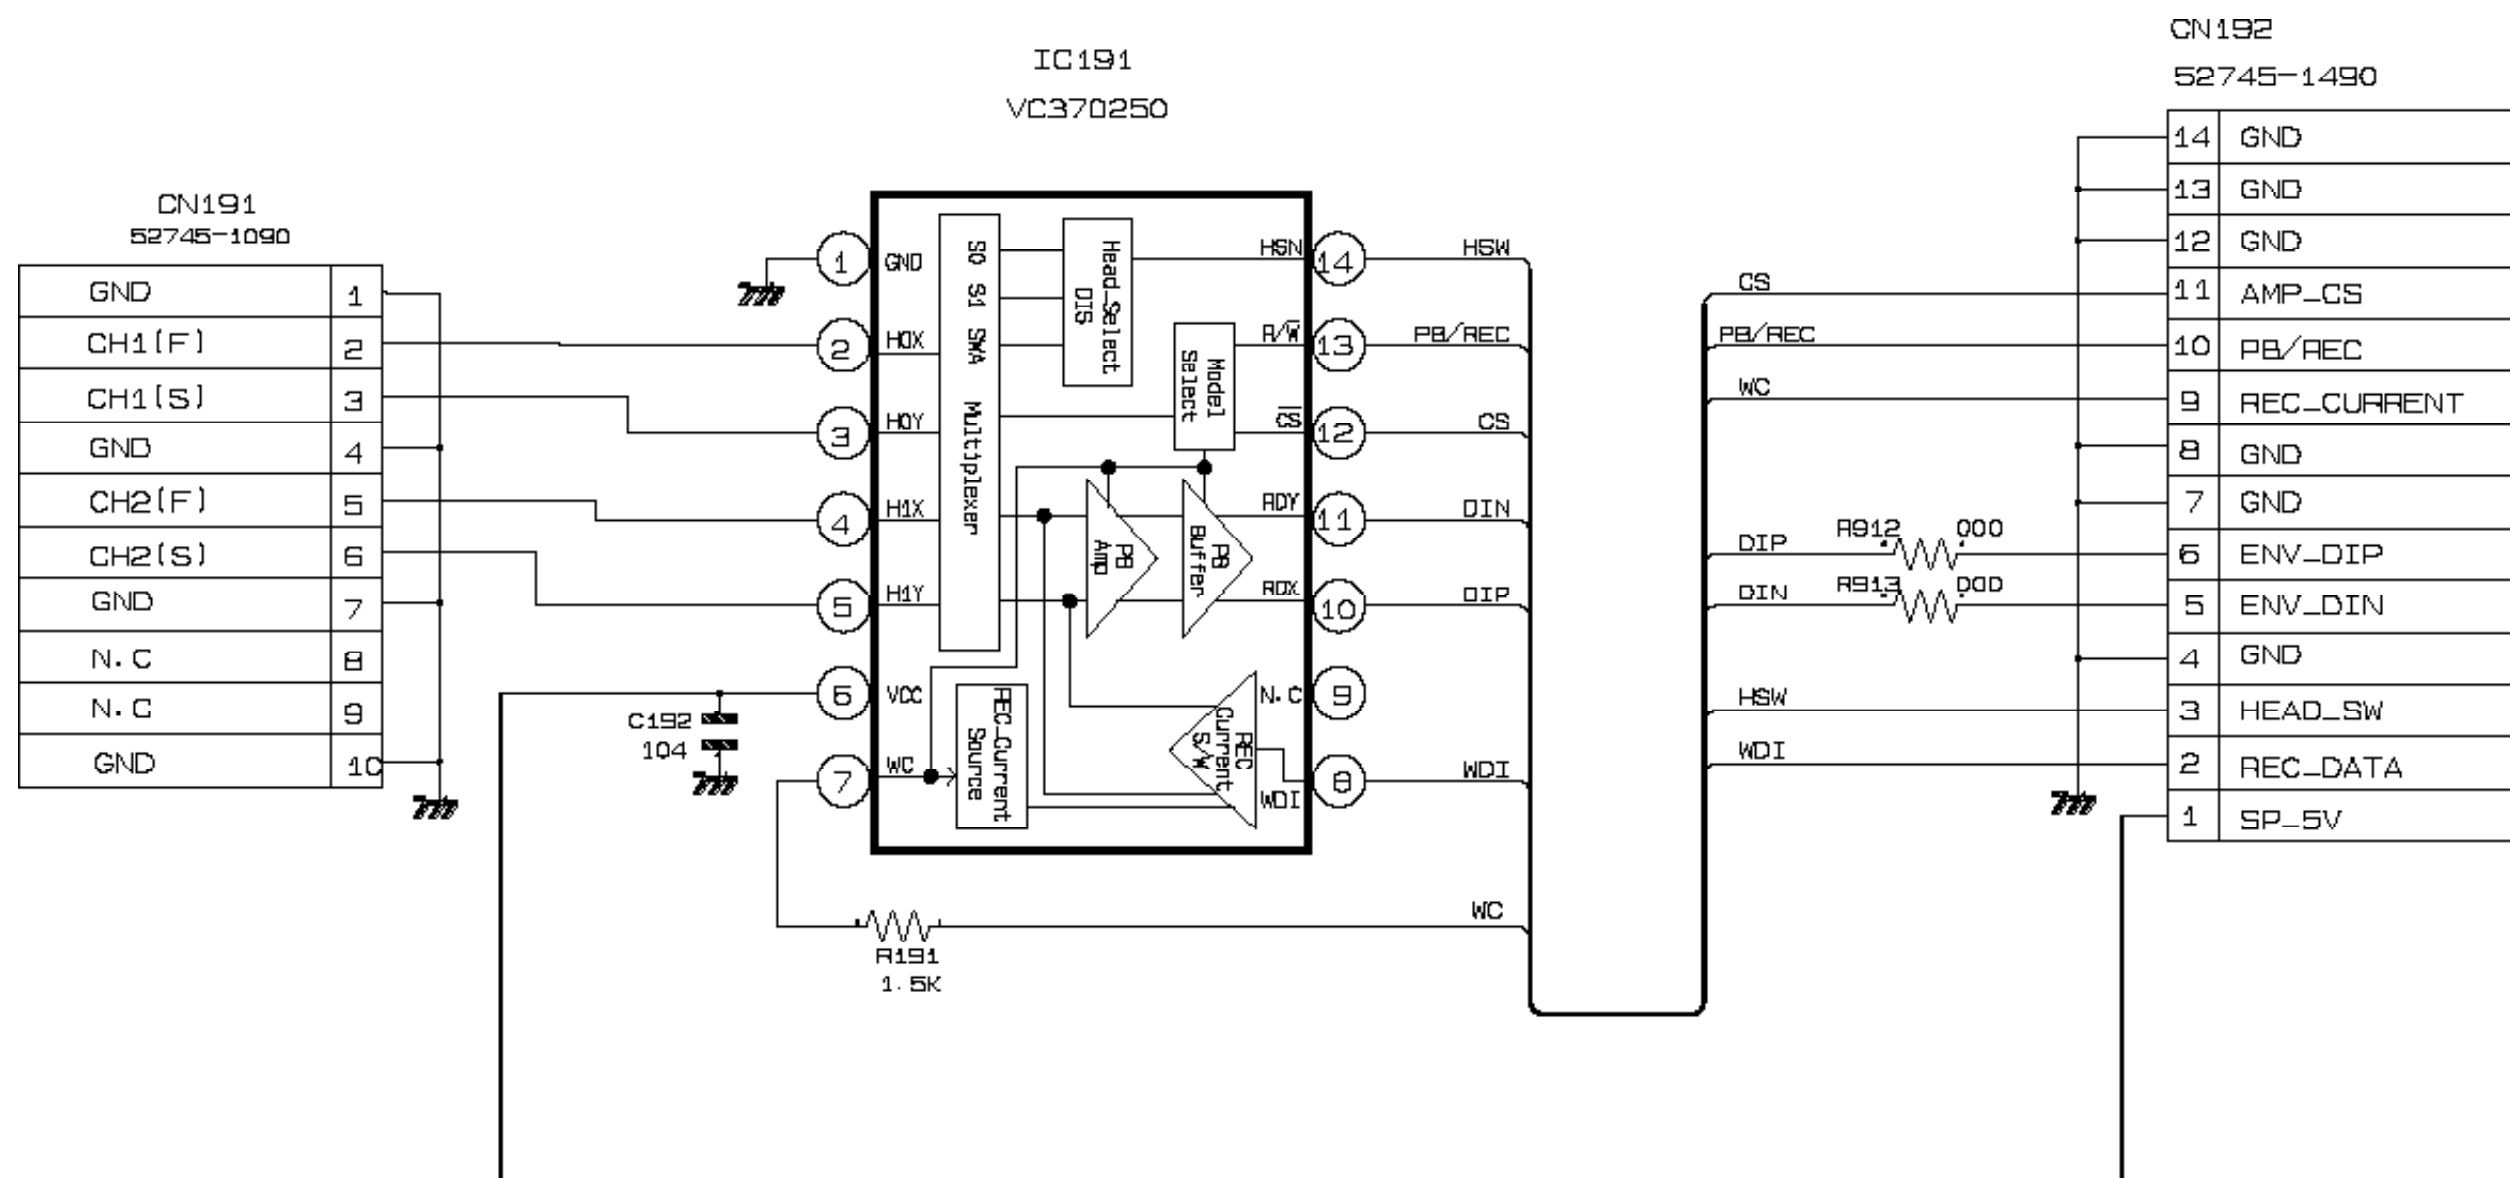 CN191
52745-1090
GND 1
CH1(F) 2
CH1(S) 3
GND 4
CH2(F) 5
CH2(S) 6
GND 7
N.C 8
N.C 9
GND 10
IC191
VC370250
1 GND
2 H0X
3 H0Y
4 H1X
5 H1Y
6 VCC
7 WC
S0 S1 SWA Multiplexer
Head_Select
DIS
Model
Select
PB
Amp
PB
Buffer
REC_Current
Source
REC
Current
S/W
HSN 14 HSW
R/W 13 PB/REC
CS 12 CS
RDY 11 DIN
RDX 10 DIP
N.C 9
WDI 8 WDI
C192
104
R191
1.5K
WC
CS
PB/REC
WC
DIP R912 000
DIN R913 000
HSW
WDI
CN192
52745-1490
14 GND
13 GND
12 GND
11 AMP_CS
10 PB/REC
9 REC_CURRENT
8 GND
7 GND
6 ENV_DIP
5 ENV_DIN
4 GND
3 HEAD_SW
2 REC_DATA
1 SP_5V